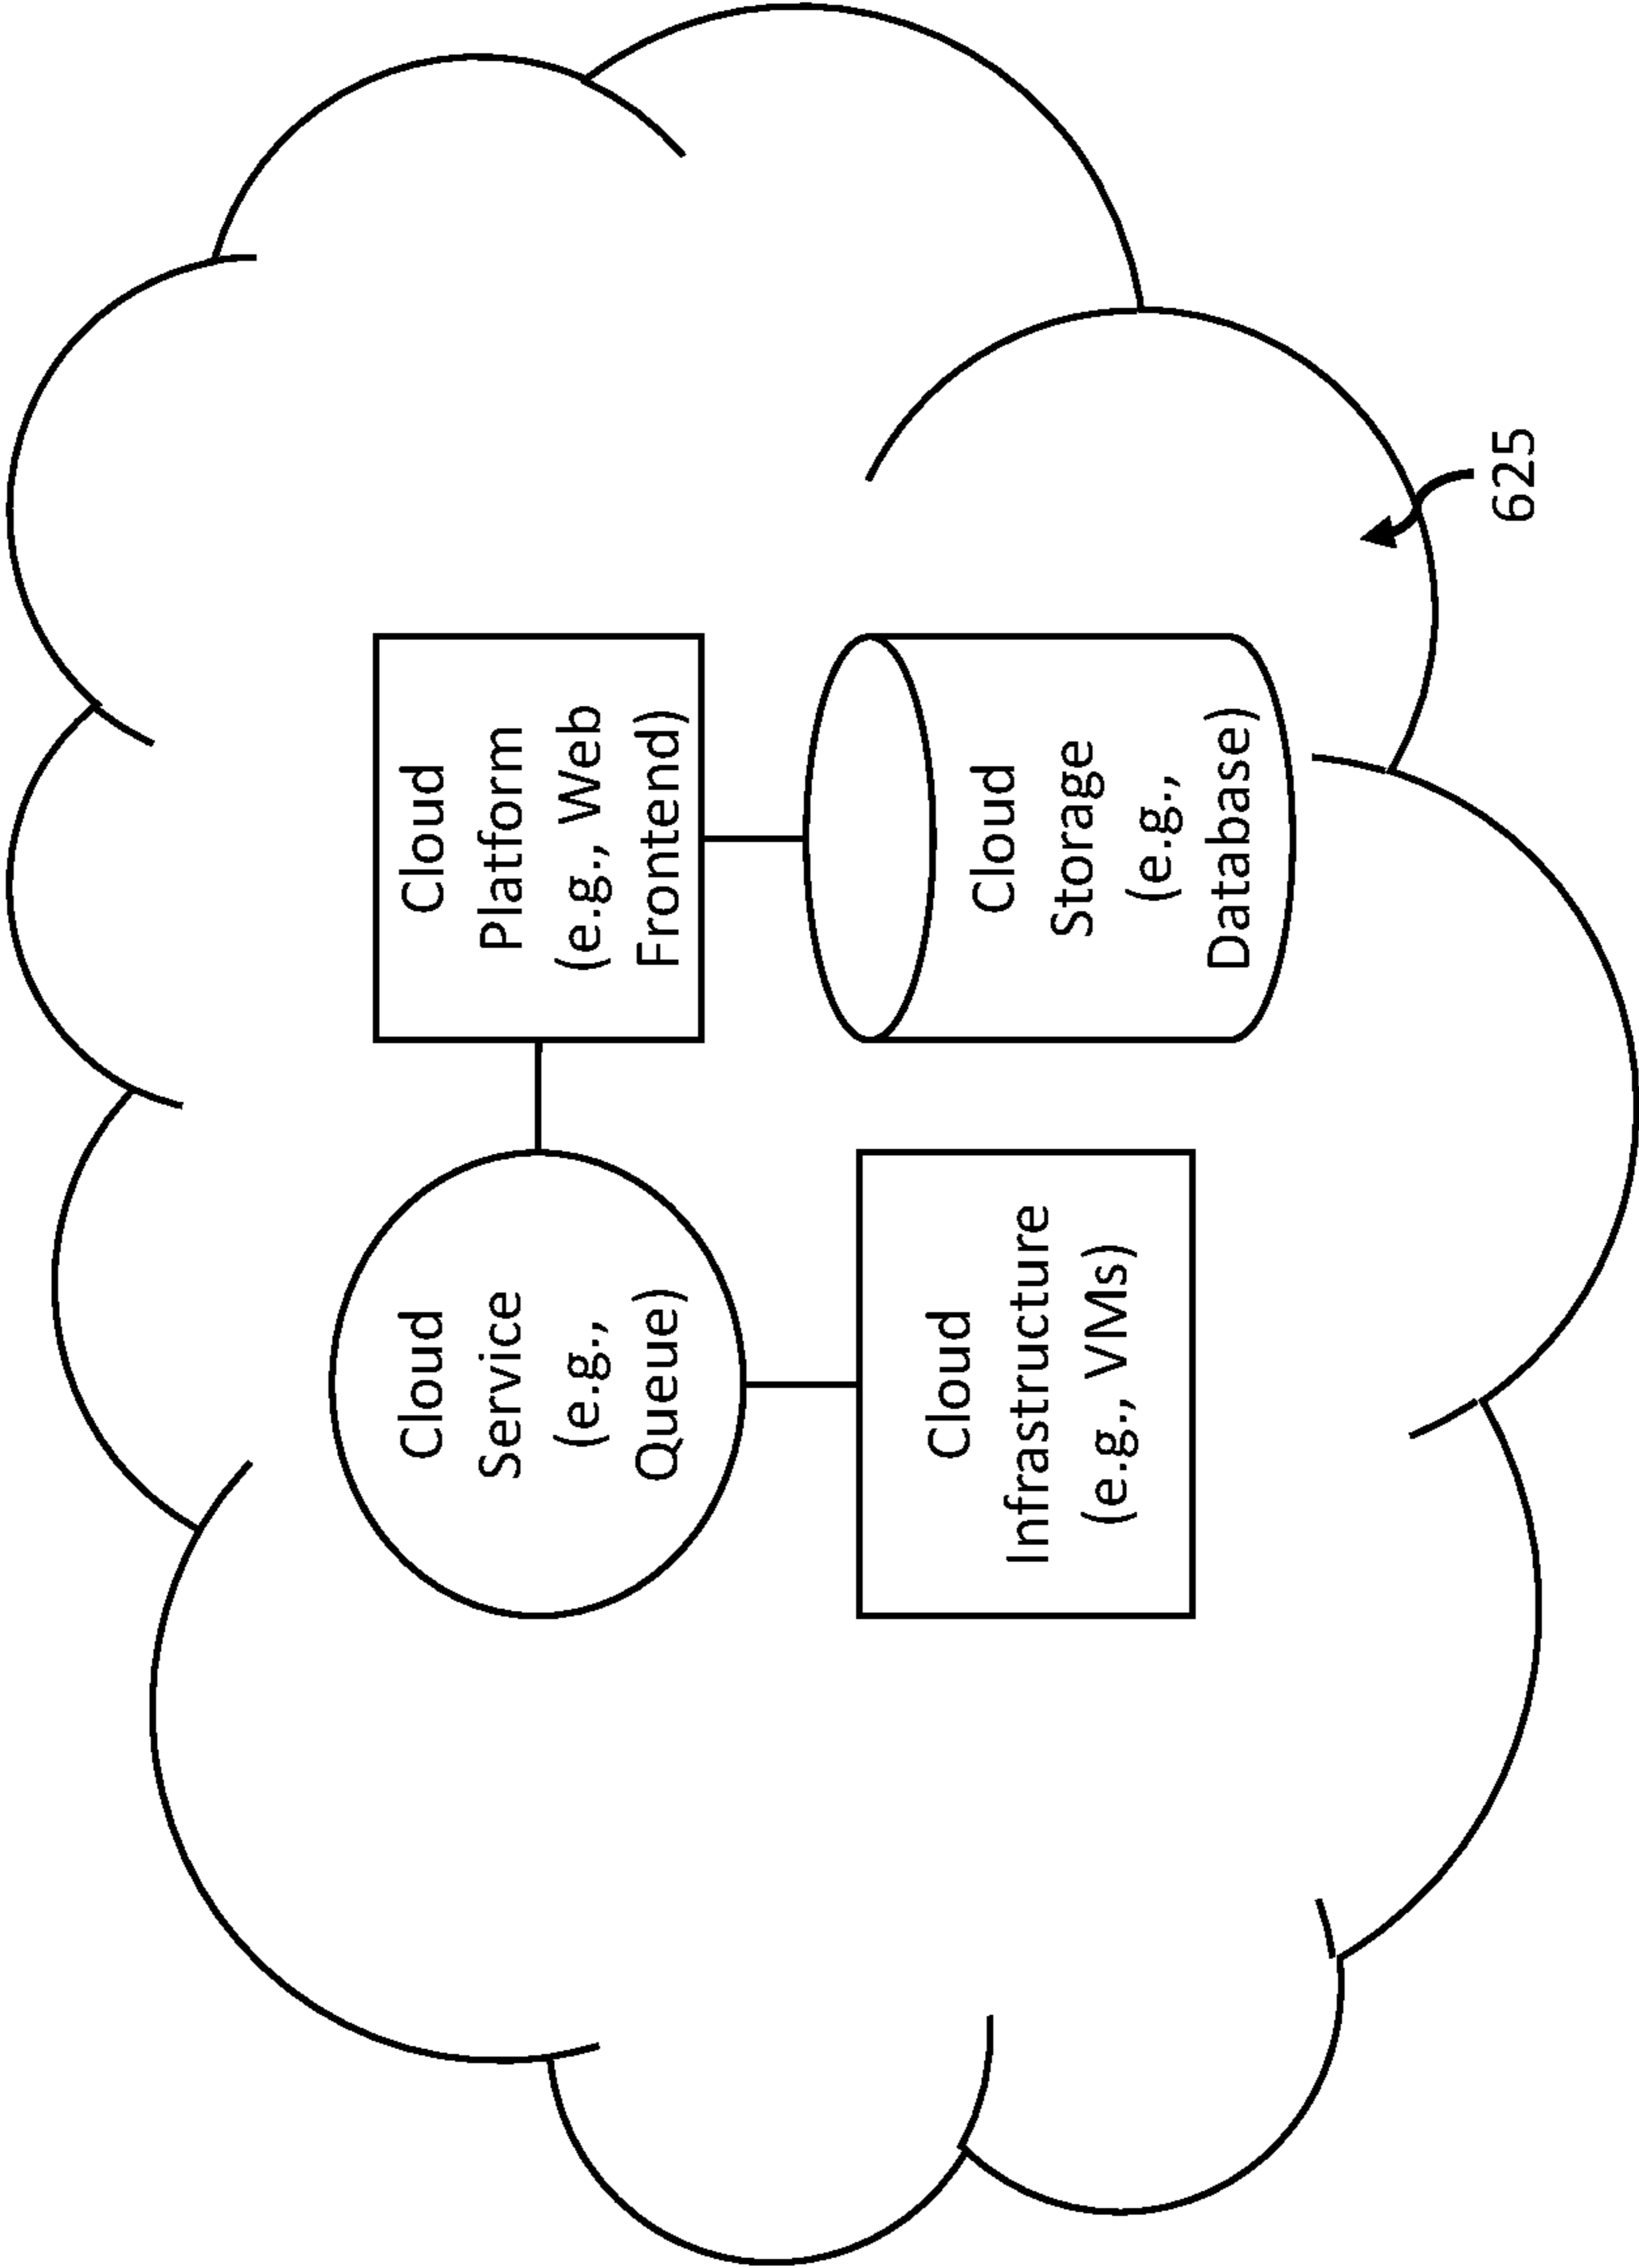 Cloud
Service
(e.g.,
Queue)
Cloud
Platform
(e.g., Web
Frontend)
Cloud
Infrastructure
(e.g., VMs)
Cloud
Storage
(e.g.,
Database)
625